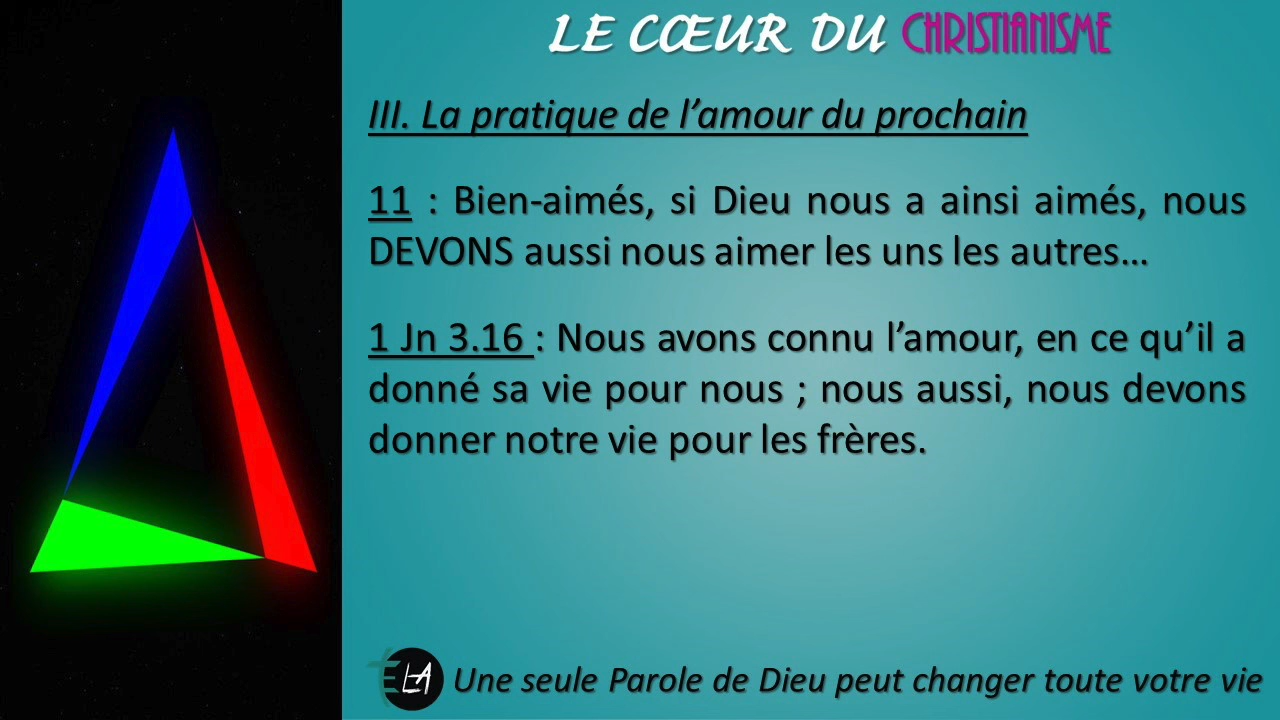 LE CŒUR DU CHRISTIANISME
III. La pratique de l’amour du prochain
11 : Bien-aimés, si Dieu nous a ainsi aimés, nous
DEVONS aussi nous aimer les uns les autres…
1 Jn 3.16 : Nous avons connu l’amour, en ce qu’il a
donné sa vie pour nous ; nous aussi, nous devons
donner notre vie pour les frères.
ELA Une seule Parole de Dieu peut changer toute votre vie